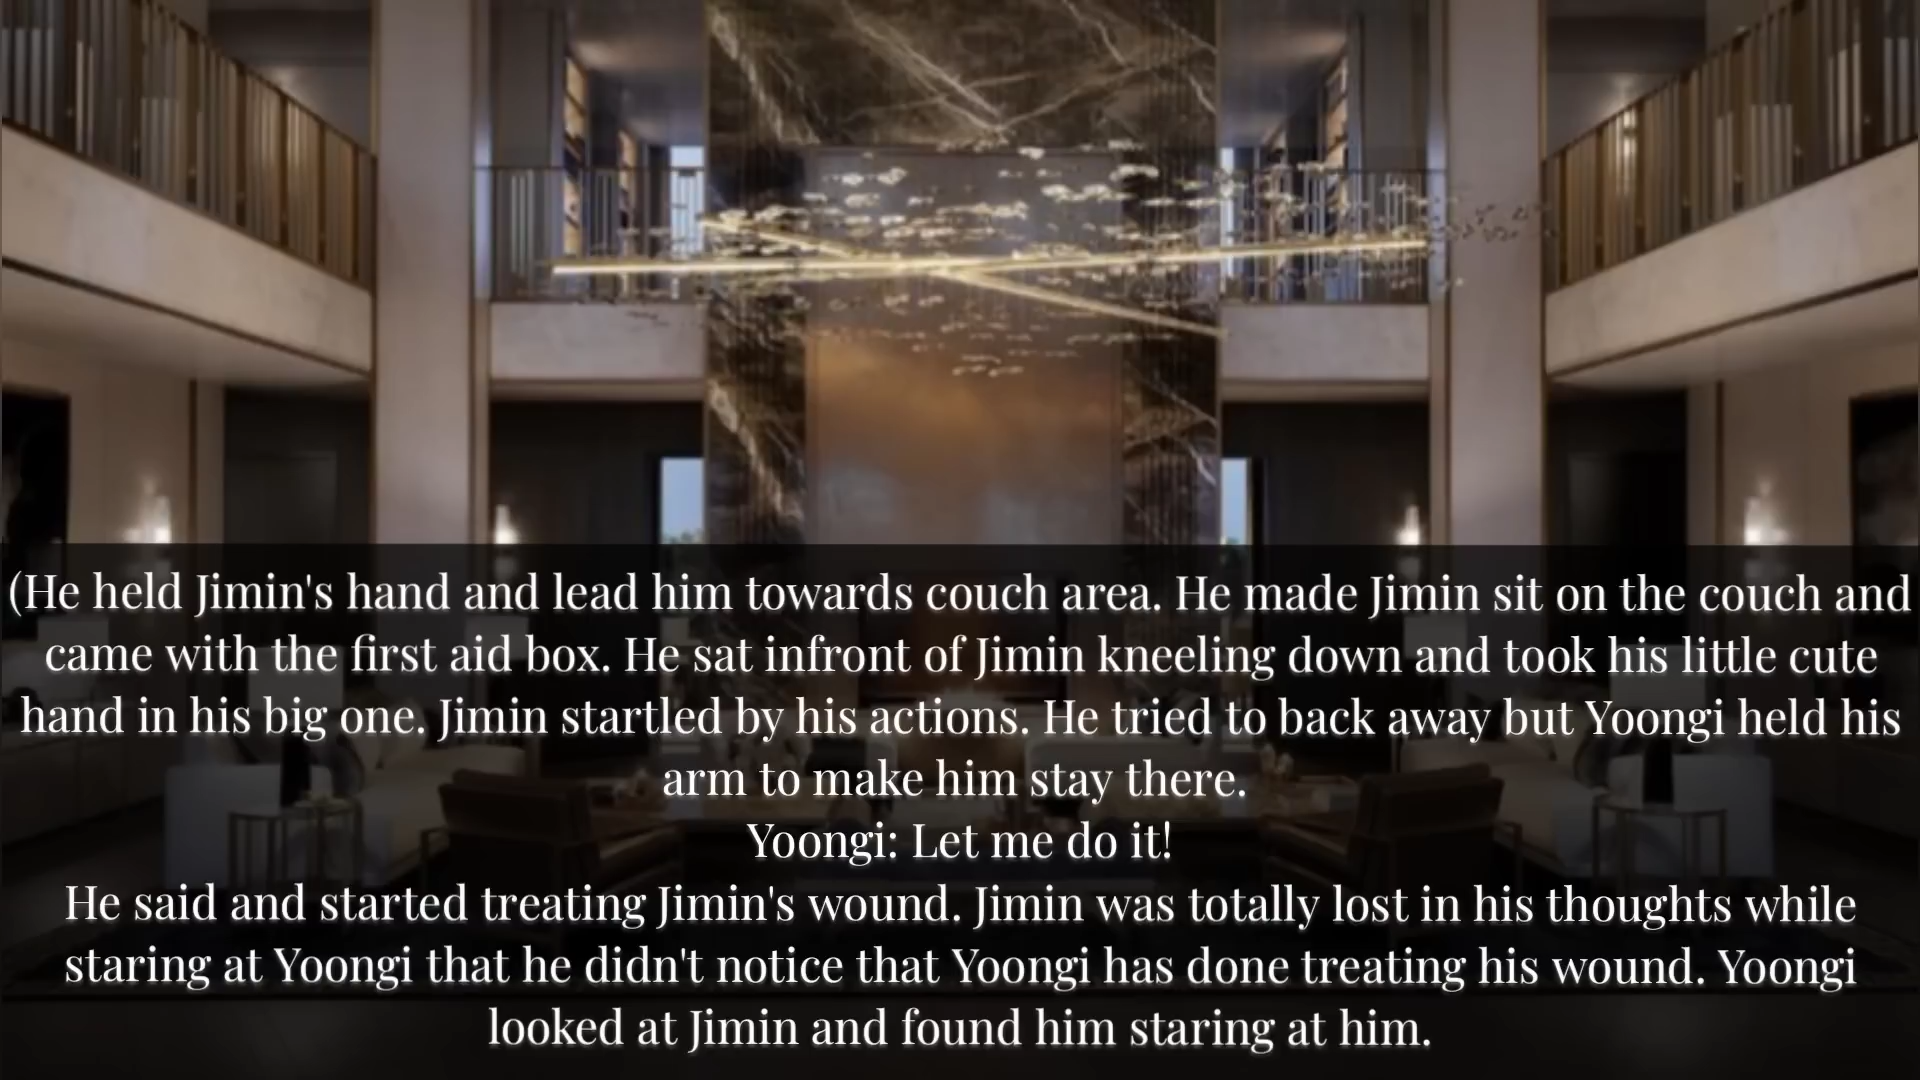 (He held Jimin's hand and lead him towards couch area. He made Jimin sit on the couch and
came with the first aid box. He sat infront of Jimin kneeling down and took his little cute
hand in his big one. Jimin startled by his actions. He tried to back away but Yoongi held his
arm to make him stay there.
Yoongi: Let me do it!
He said and started treating Jimin's wound. Jimin was totally lost in his thoughts while
staring at Yoongi that he didn't notice that Yoongi has done treating his wound. Yoongi
looked at Jimin and found him staring at him.